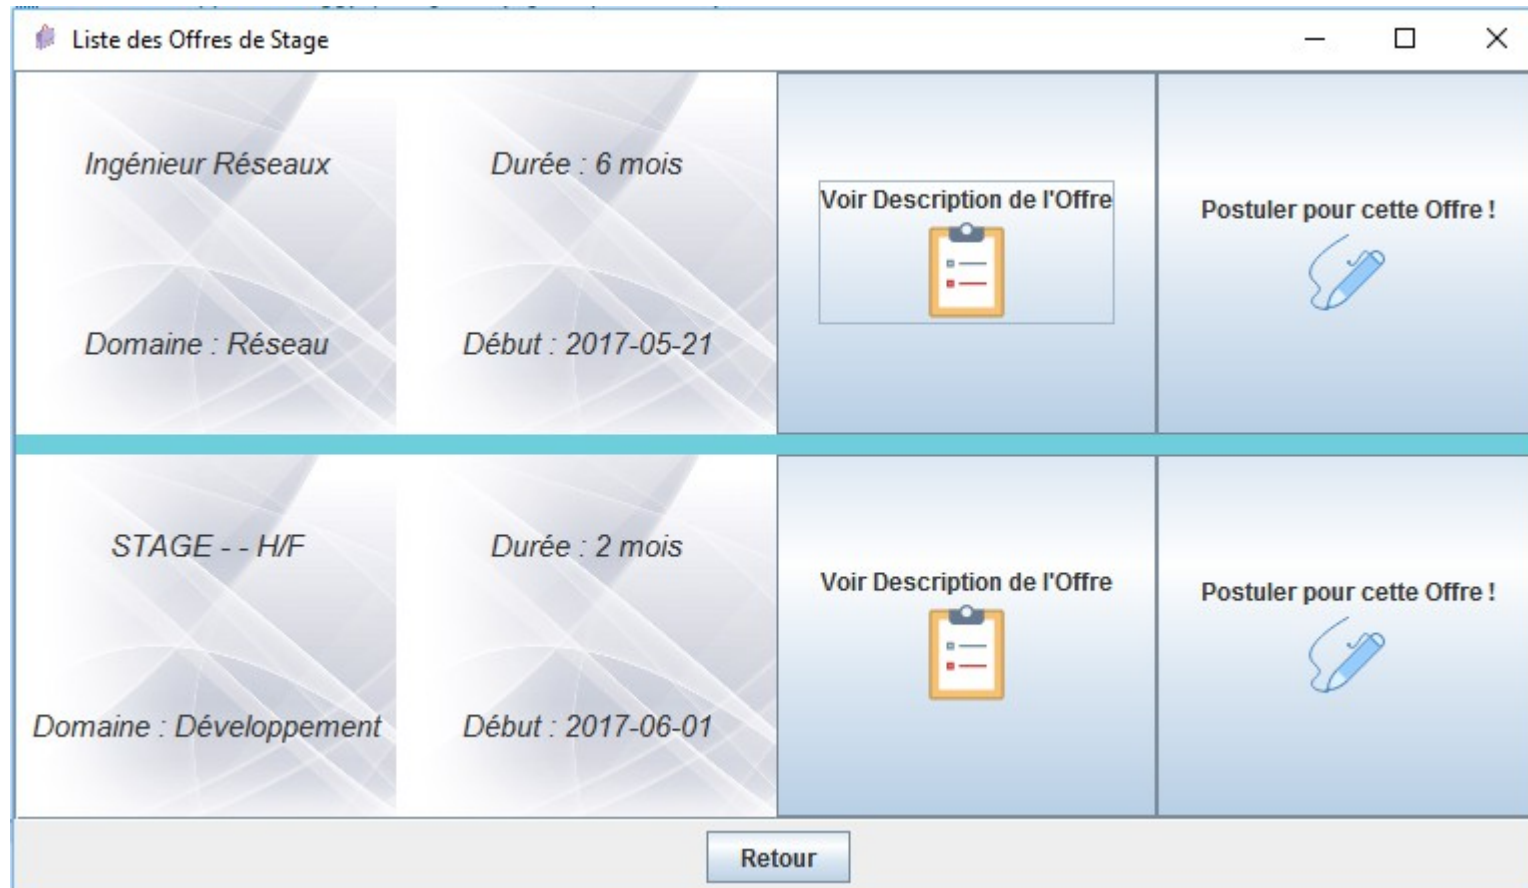 Liste des Offres de Stage
Ingénieur Réseaux
Durée : 6 mois
Voir Description de l'Offre
Postuler pour cette Offre !
Domaine : Réseau
Début : 2017-05-21
STAGE - - H/F
Durée : 2 mois
Voir Description de l'Offre
Postuler pour cette Offre !
Domaine : Développement
Début : 2017-06-01
Retour